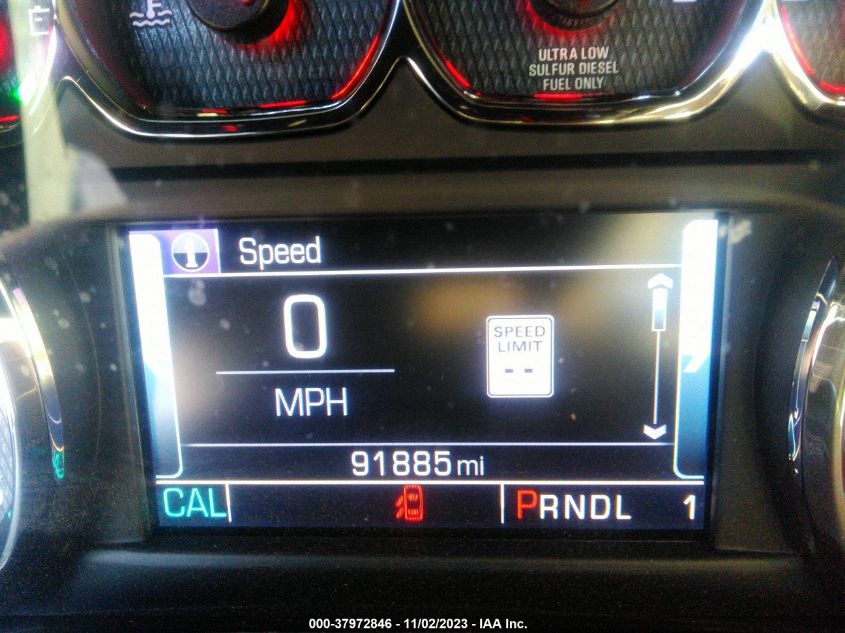 ULTRA LOW
SULFUR DIESEL
FUEL ONLY
Speed
0
MPH
SPEED
LIMIT
--
91885 mi
CAL PRNDL 1
000-37972846 - 11/02/2023 - IAA Inc.